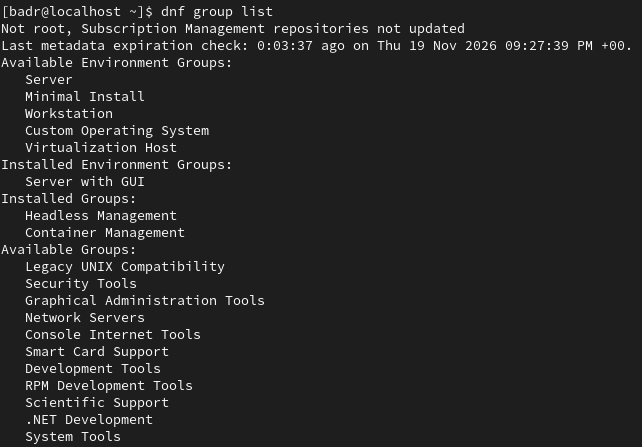 [badr@localhost ~]$ dnf group list
Not root, Subscription Management repositories not updated
Last metadata expiration check: 0:03:37 ago on Thu 19 Nov 2026 09:27:39 PM +00.
Available Environment Groups:
   Server
   Minimal Install
   Workstation
   Custom Operating System
   Virtualization Host
Installed Environment Groups:
   Server with GUI
Installed Groups:
   Headless Management
   Container Management
Available Groups:
   Legacy UNIX Compatibility
   Security Tools
   Graphical Administration Tools
   Network Servers
   Console Internet Tools
   Smart Card Support
   Development Tools
   RPM Development Tools
   Scientific Support
   .NET Development
   System Tools